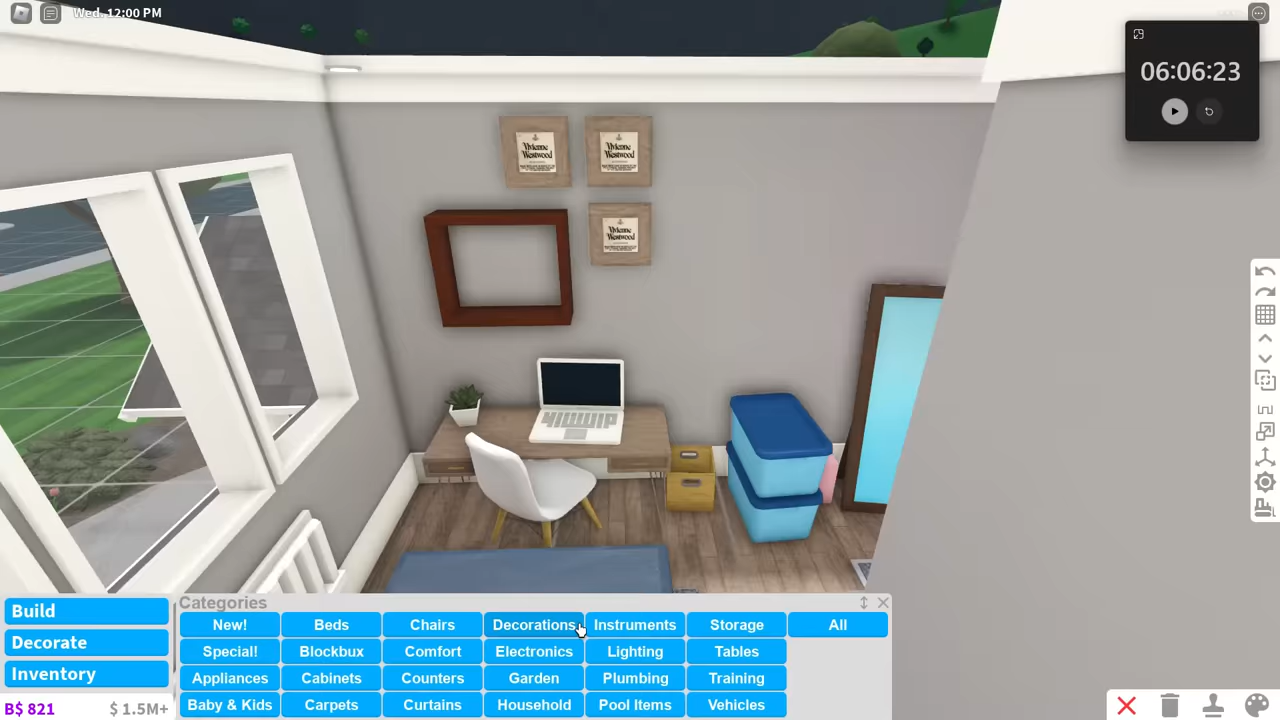 Wed. 12:00 PM
06:06:23
Vivienne Westwood
Vivienne Westwood
Vivienne Westwood
Categories
Build
Decorate
Inventory
B$ 821
$ 1.5M+
New!
Beds
Chairs
Decorations
Instruments
Storage
All
Special!
Blockbux
Comfort
Electronics
Lighting
Tables
Appliances
Cabinets
Counters
Garden
Plumbing
Training
Baby & Kids
Carpets
Curtains
Household
Pool Items
Vehicles